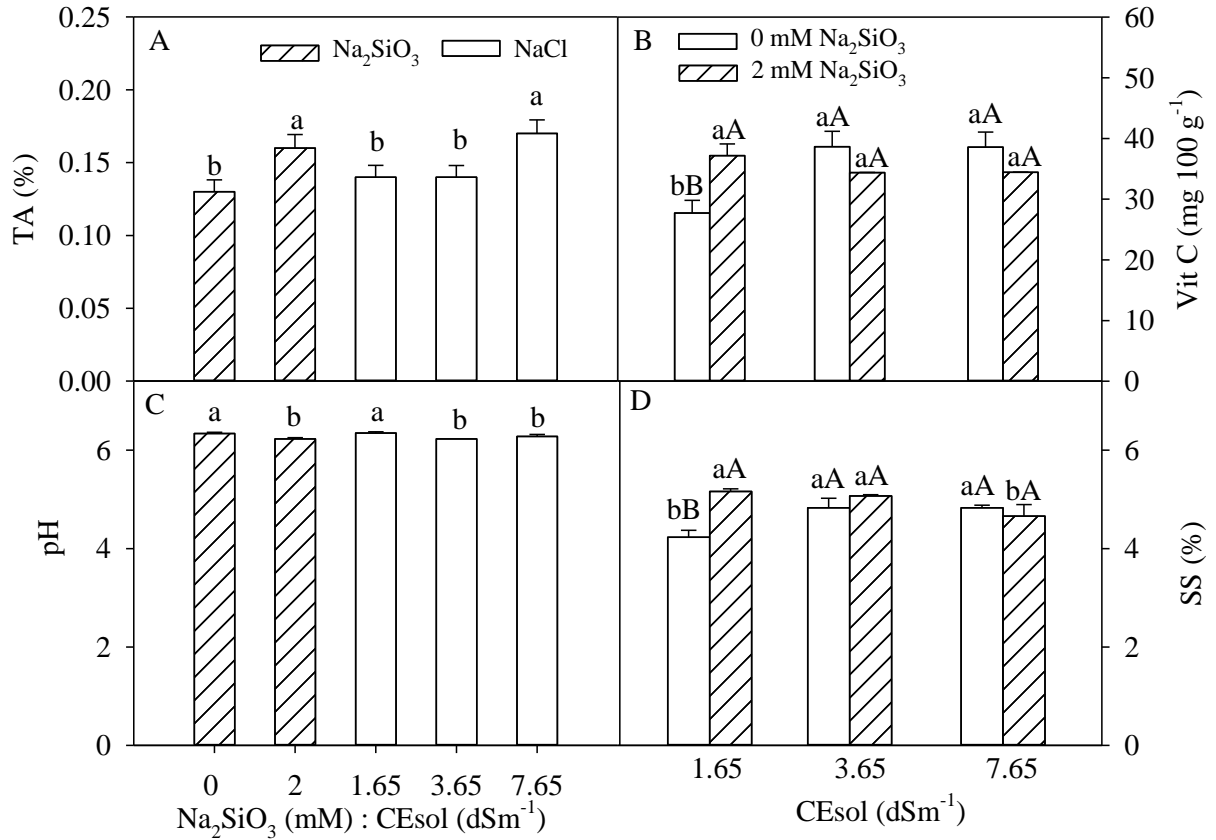 0.25
0.20
0.15
0.10
0.05
0.00
TA (%)
A
Na₂SiO₃
NaCl
b
a
b
b
a
B
0 mM Na₂SiO₃
2 mM Na₂SiO₃
bB
aA
aA
aA
aA
aA
60
50
40
30
20
10
0
Vit C (mg 100 g⁻¹)
C
a
b
a
b
b
6
4
2
0
pH
0 2 1.65 3.65 7.65
Na₂SiO₃ (mM) : CEsol (dSm⁻¹)
D
bB
aA
aA
aA
aA
bA
6
4
2
0
SS (%)
1.65 3.65 7.65
CEsol (dSm⁻¹)